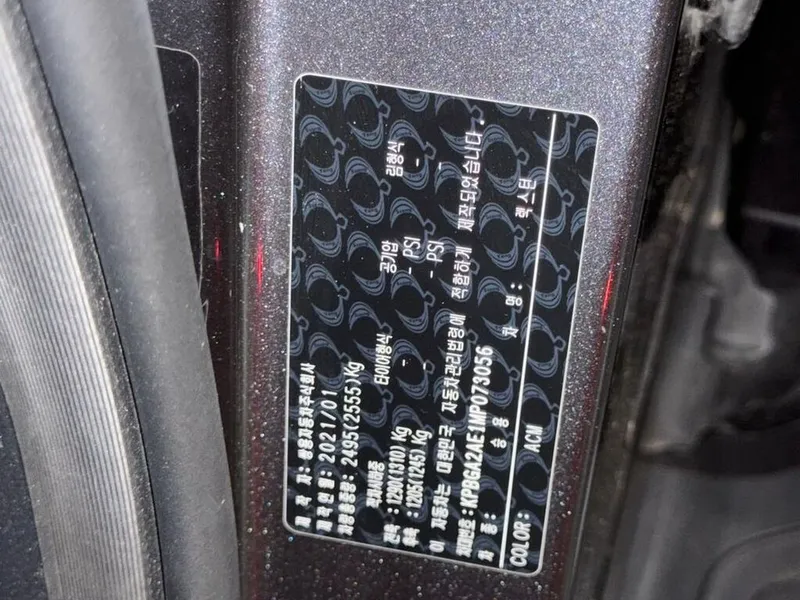 제 작 자 : 쌍용자동차주식회사
제작연월 : 2021/01
차량총중량 : 2495(2555)Kg
적차시중량 타이어형식 공기압 림형식
전축 : 1290(1310)Kg - - PSI -
후축 : 1205(1245)Kg - - PSI -
이 자동차는 대한민국 자동차관리법령에 적합하게 제작되었습니다.
차대번호 : KPBGA2AE1MP073056
차 종 : 승용 차 명 : 렉스턴
COLOR : ACM